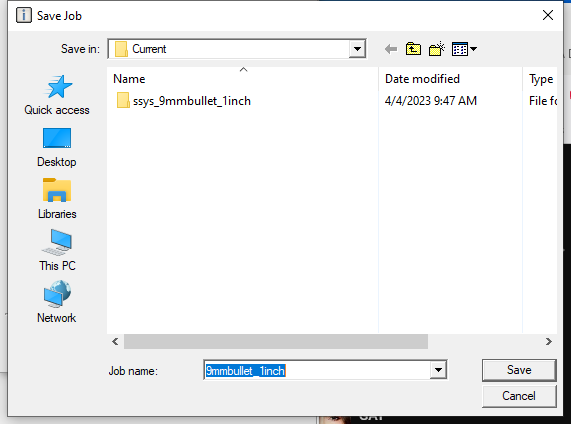 Save Job
Save in: Current
Name Date modified Type
ssys_9mmbullet_1inch 4/4/2023 9:47 AM File fo
Quick access
Desktop
Libraries
This PC
Network
Job name: 9mmbullet_1inch Save
Cancel